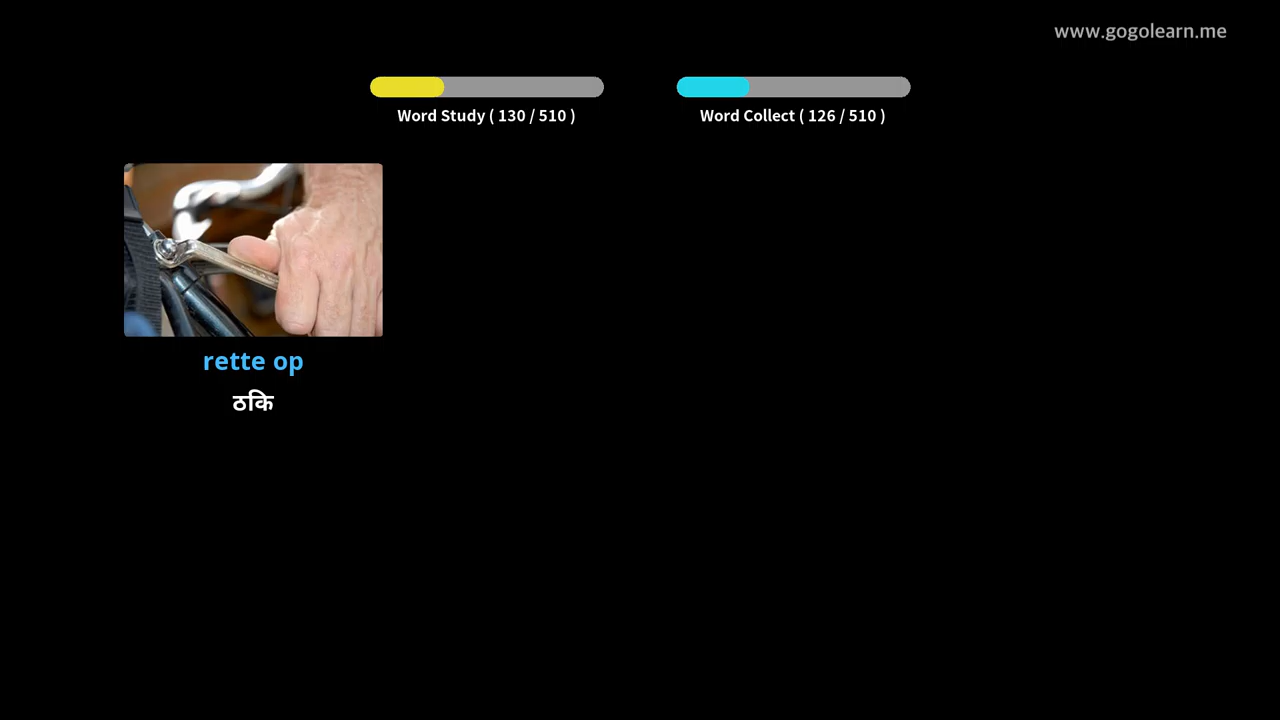 www.gogolearn.me
Word Study ( 130 / 510 )
Word Collect ( 126 / 510 )
rette op
ठकि